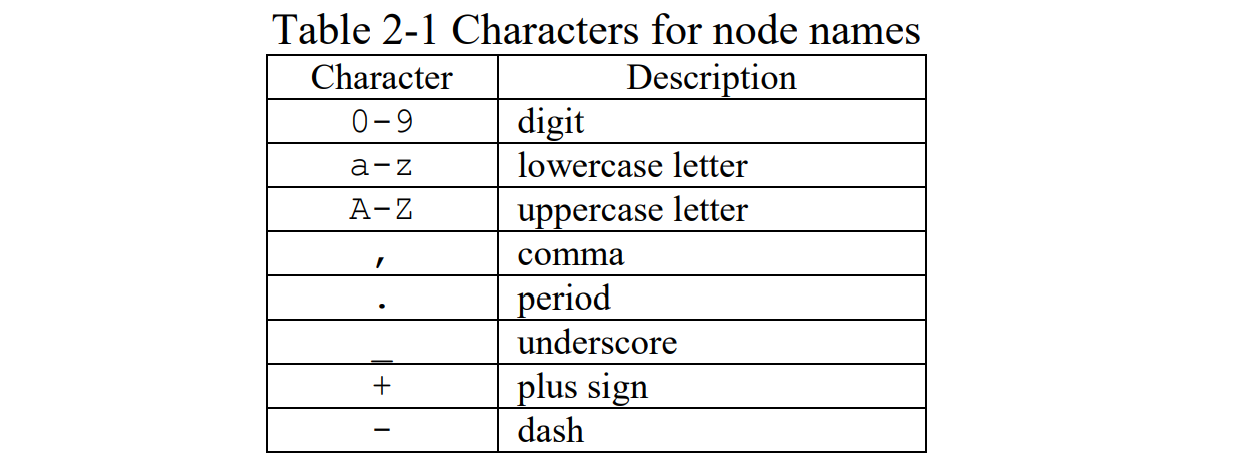 Table 2-1 Characters for node names
Character Description
0-9 digit
a-z lowercase letter
A-Z uppercase letter
, comma
. period
_ underscore
+ plus sign
- dash